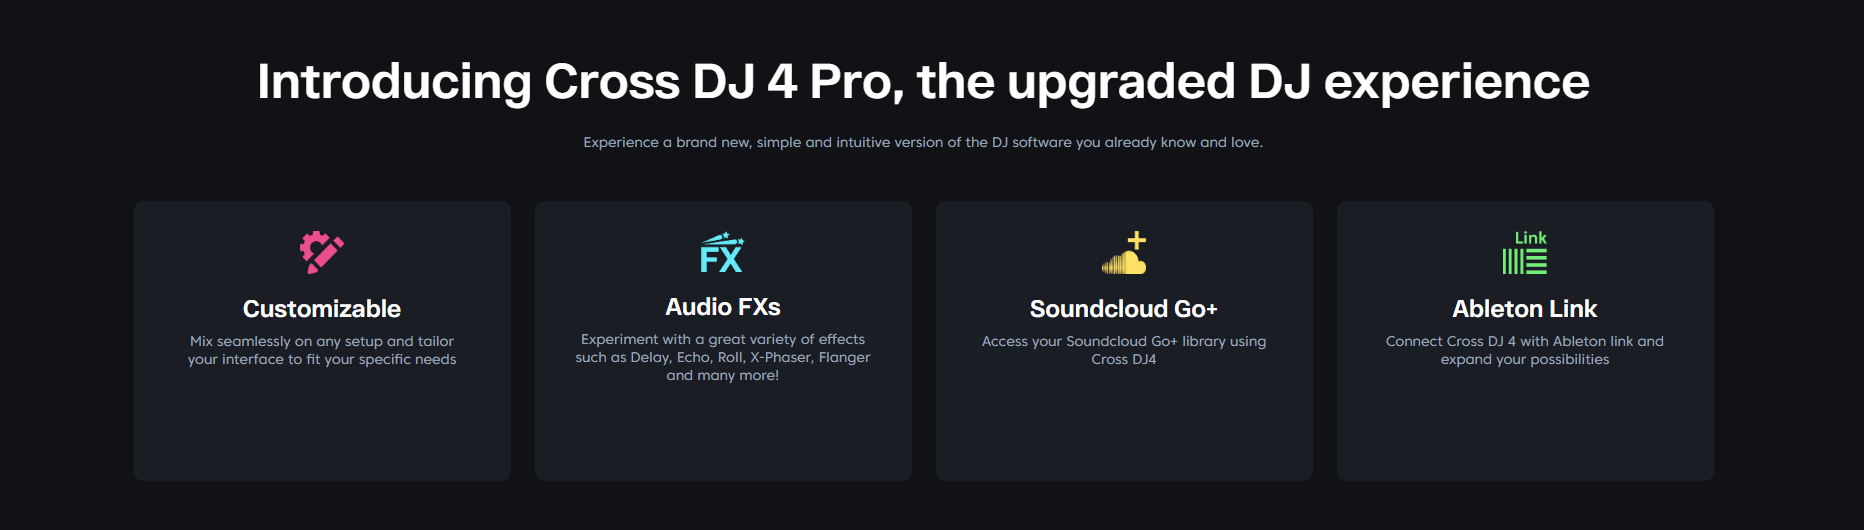 Introducing Cross DJ 4 Pro, the upgraded DJ experience
Experience a brand new, simple and intuitive version of the DJ software you already know and love.
Customizable
Mix seamlessly on any setup and tailor
your interface to fit your specific needs
FX
Audio FXs
Experiment with a great variety of effects
such as Delay, Echo, Roll, X-Phaser, Flanger
and many more!
Soundcloud Go+
Access your Soundcloud Go+ library using
Cross DJ4
Link
Ableton Link
Connect Cross DJ 4 with Ableton link and
expand your possibilities